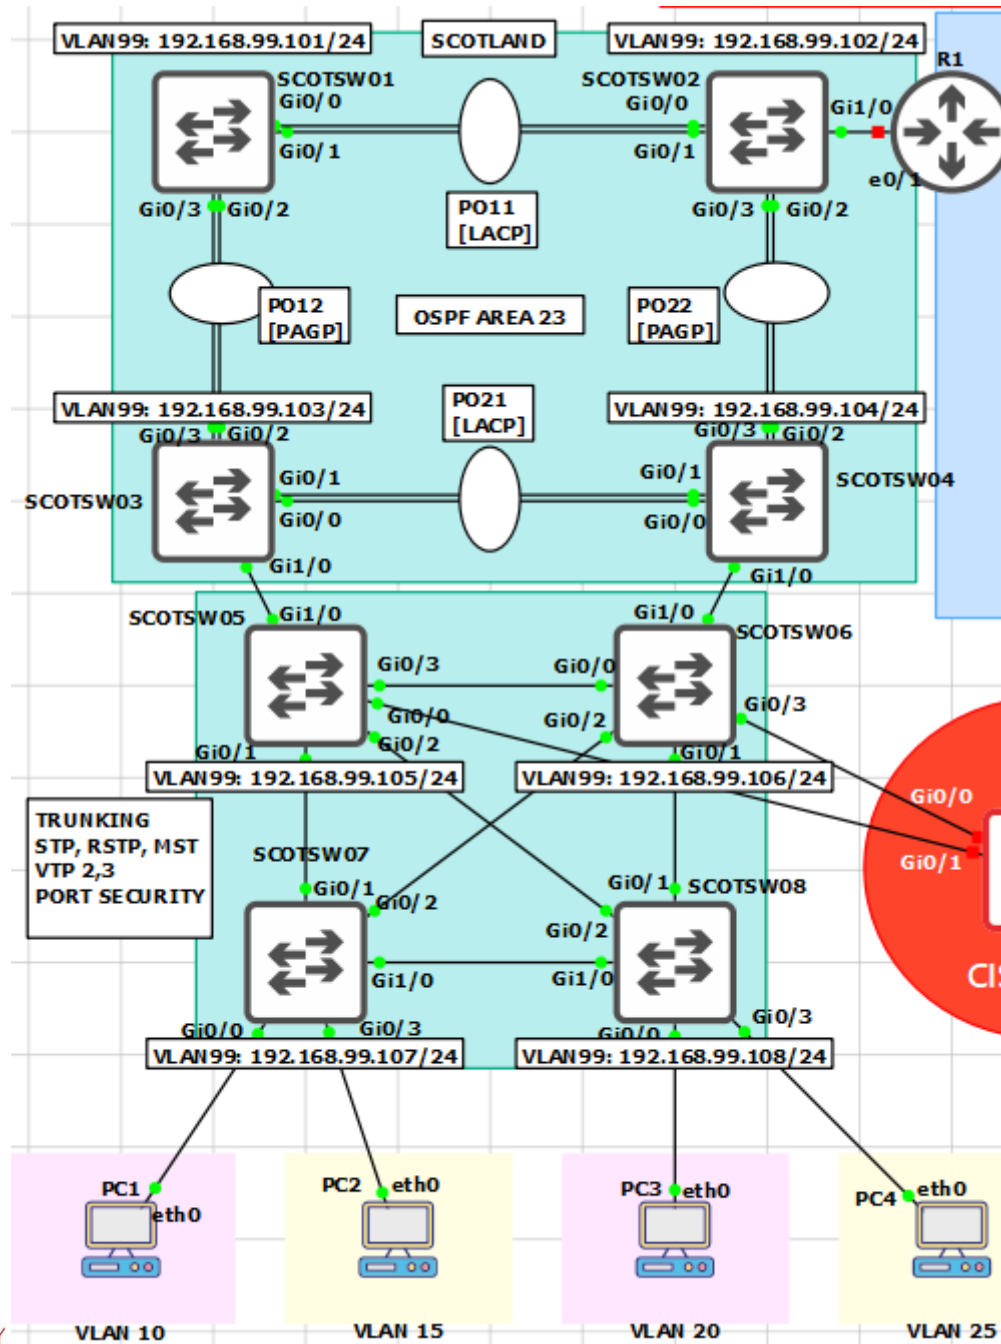 VLAN99: 192.168.99.101/24
SCOTLAND
VLAN99: 192.168.99.102/24
R1
SCOTSW01
SCOTSW02
Gi0/0
Gi0/0
Gi1/0
Gi0/1
Gi0/1
e0/1
Gi0/3
Gi0/2
PO11
[LACP]
Gi0/3
Gi0/2
PO12
[PAGP]
OSPF AREA 23
PO22
[PAGP]
VLAN99: 192.168.99.103/24
PO21
[LACP]
VLAN99: 192.168.99.104/24
Gi0/3
Gi0/2
Gi0/3
Gi0/2
SCOTSW03
Gi0/1
Gi0/1
SCOTSW04
Gi0/0
Gi0/0
Gi1/0
Gi1/0
SCOTSW05
Gi1/0
Gi1/0
SCOTSW06
Gi0/3
Gi0/0
Gi0/3
Gi0/0
Gi0/2
Gi0/1
Gi0/2
Gi0/1
VLAN99: 192.168.99.105/24
VLAN99: 192.168.99.106/24
Gi0/0
TRUNKING
STP, RSTP, MST
VTP 2,3
PORT SECURITY
SCOTSW07
Gi0/1
Gi0/1
Gi0/1
SCOTSW08
Gi0/2
Gi0/2
Gi1/0
Gi1/0
CIS
Gi0/0
Gi0/3
Gi0/0
Gi0/3
VLAN99: 192.168.99.107/24
VLAN99: 192.168.99.108/24
PC1
eth0
PC2
eth0
PC3
eth0
PC4
eth0
VLAN 10
VLAN 15
VLAN 20
VLAN 25